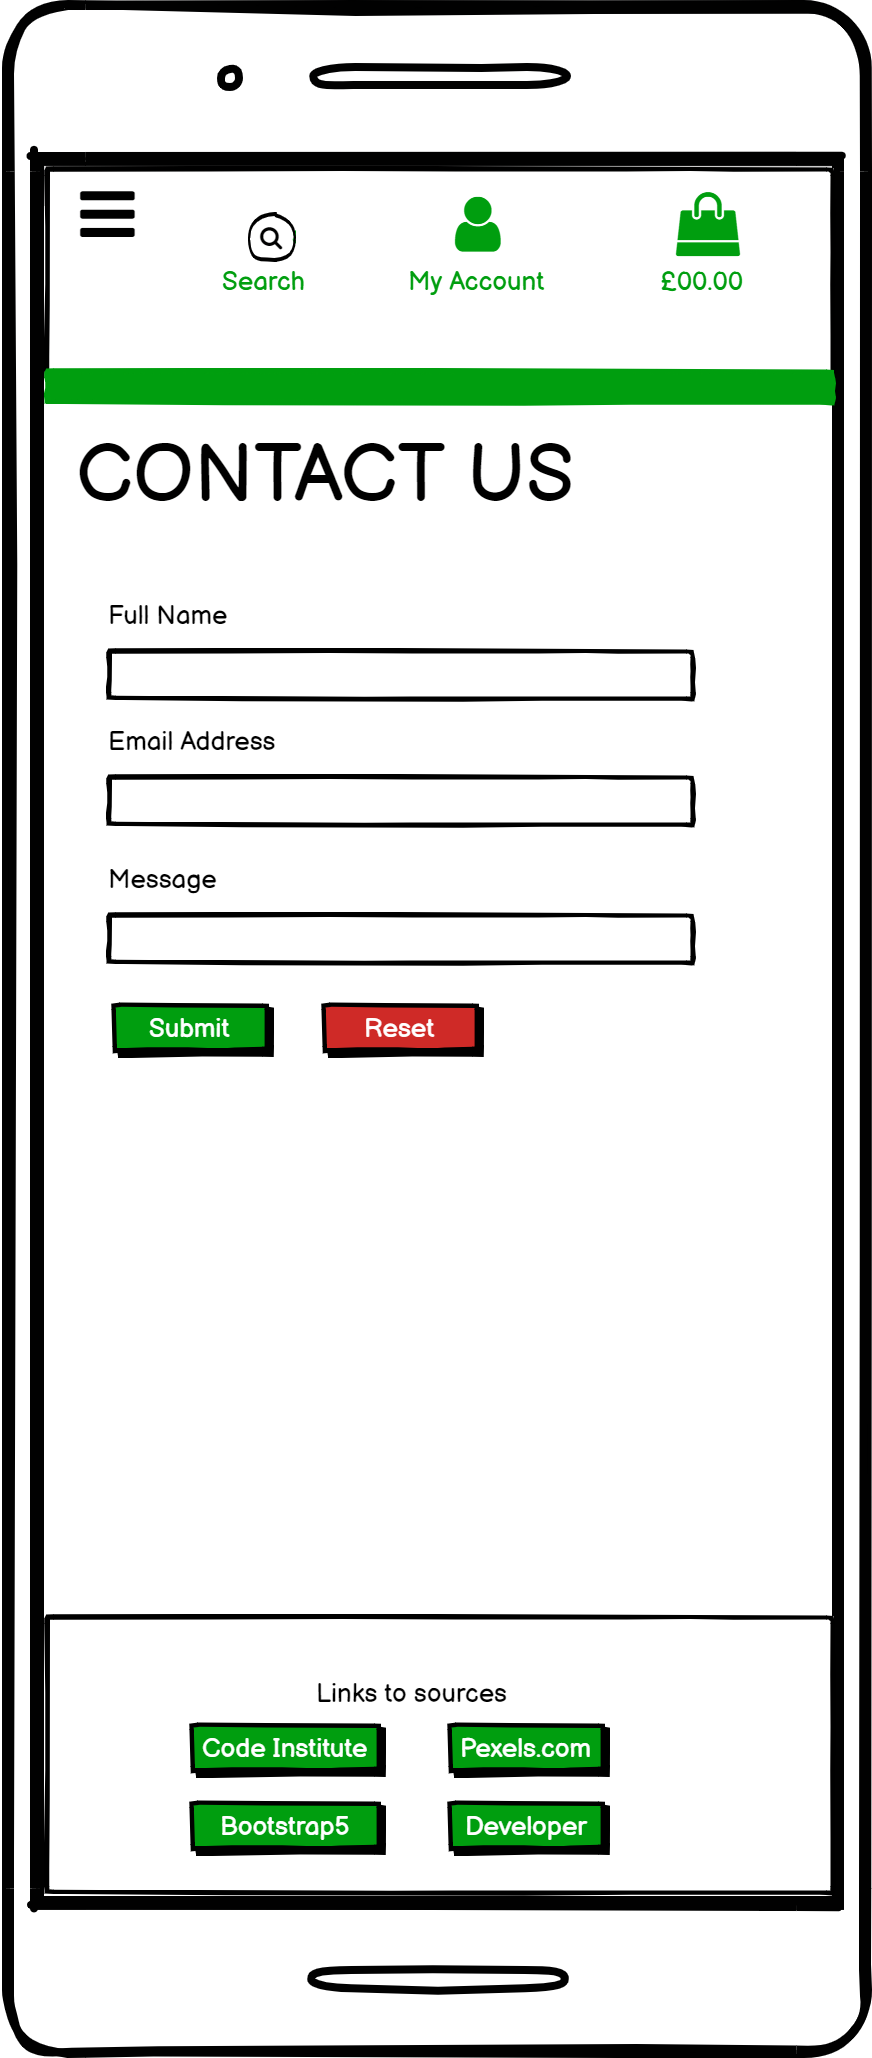 Search
My Account
£00.00
CONTACT US
Full Name
Email Address
Message
Submit
Reset
Links to sources
Code Institute
Pexels.com
Bootstrap5
Developer